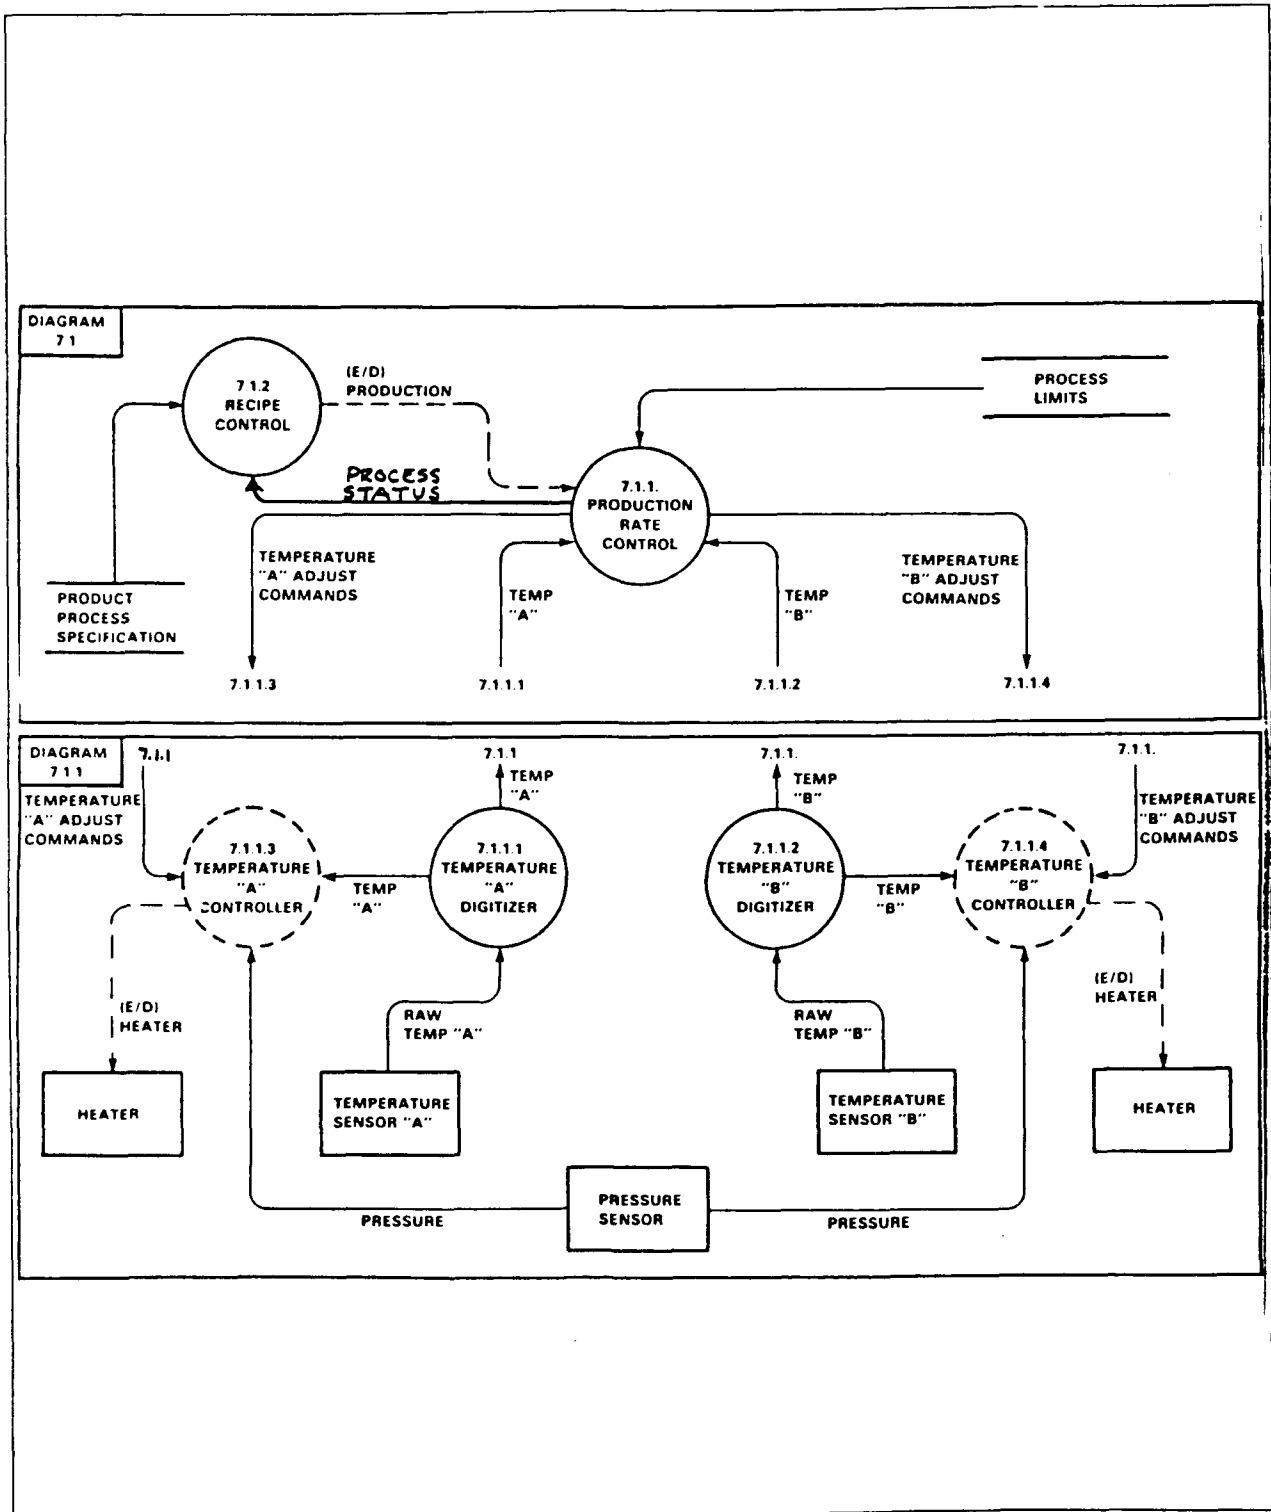 DIAGRAM
7 1
7.1.2
RECIPE
CONTROL
(E/D)
PRODUCTION
PROCESS
LIMITS
PROCESS
STATUS
7.1.1.
PRODUCTION
RATE
CONTROL
TEMPERATURE
"A" ADJUST
COMMANDS
TEMP
"A"
TEMP
"B"
TEMPERATURE
"B" ADJUST
COMMANDS
PRODUCT
PROCESS
SPECIFICATION
7.1.1.3
7.1.1.1
7.1.1.2
7.1.1.4
DIAGRAM
7 1 1
7.1.1
7.1.1
7.1.1.
7.1.1.
TEMPERATURE
"A" ADJUST
COMMANDS
TEMP
"A"
TEMP
"B"
TEMPERATURE
"B" ADJUST
COMMANDS
7.1.1.3
TEMPERATURE
"A"
CONTROLLER
TEMP
"A"
7.1.1.1
TEMPERATURE
"A"
DIGITIZER
7.1.1.2
TEMPERATURE
"B"
DIGITIZER
TEMP
"B"
7.1.1.4
TEMPERATURE
"B"
CONTROLLER
(E/D)
HEATER
RAW
TEMP "A"
RAW
TEMP "B"
(E/D)
HEATER
HEATER
TEMPERATURE
SENSOR "A"
TEMPERATURE
SENSOR "B"
HEATER
PRESSURE
PRESSURE
SENSOR
PRESSURE